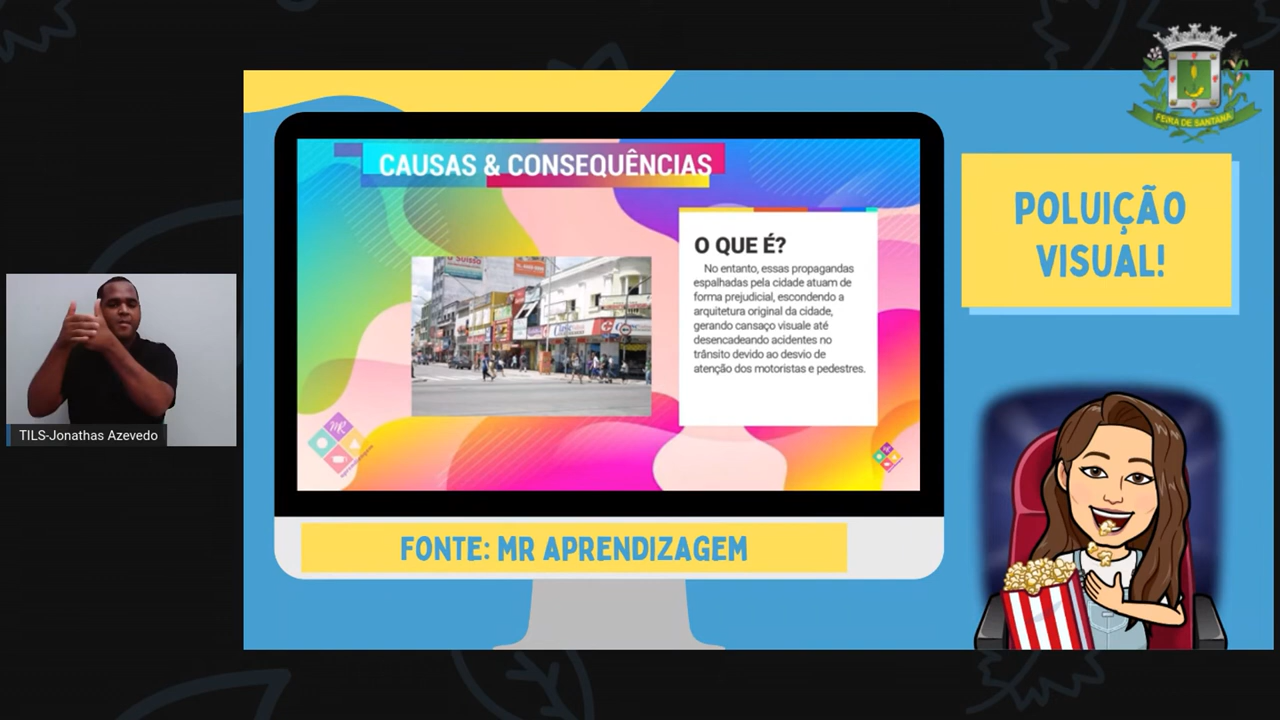 CAUSAS & CONSEQUÊNCIAS
O QUE É?
No entanto, essas propagandas
espalhadas pela cidade atuam de
forma prejudicial, escondendo a
arquitetura original da cidade,
gerando cansaço visuale até
desencadeando acidentes no
trânsito devido ao desvio de
atenção dos motoristas e pedestres.
MR
FONTE: MR APRENDIZAGEM
POLUIÇÃO
VISUAL!
FEIRA DE SANTANA
TILS-Jonathas Azevedo